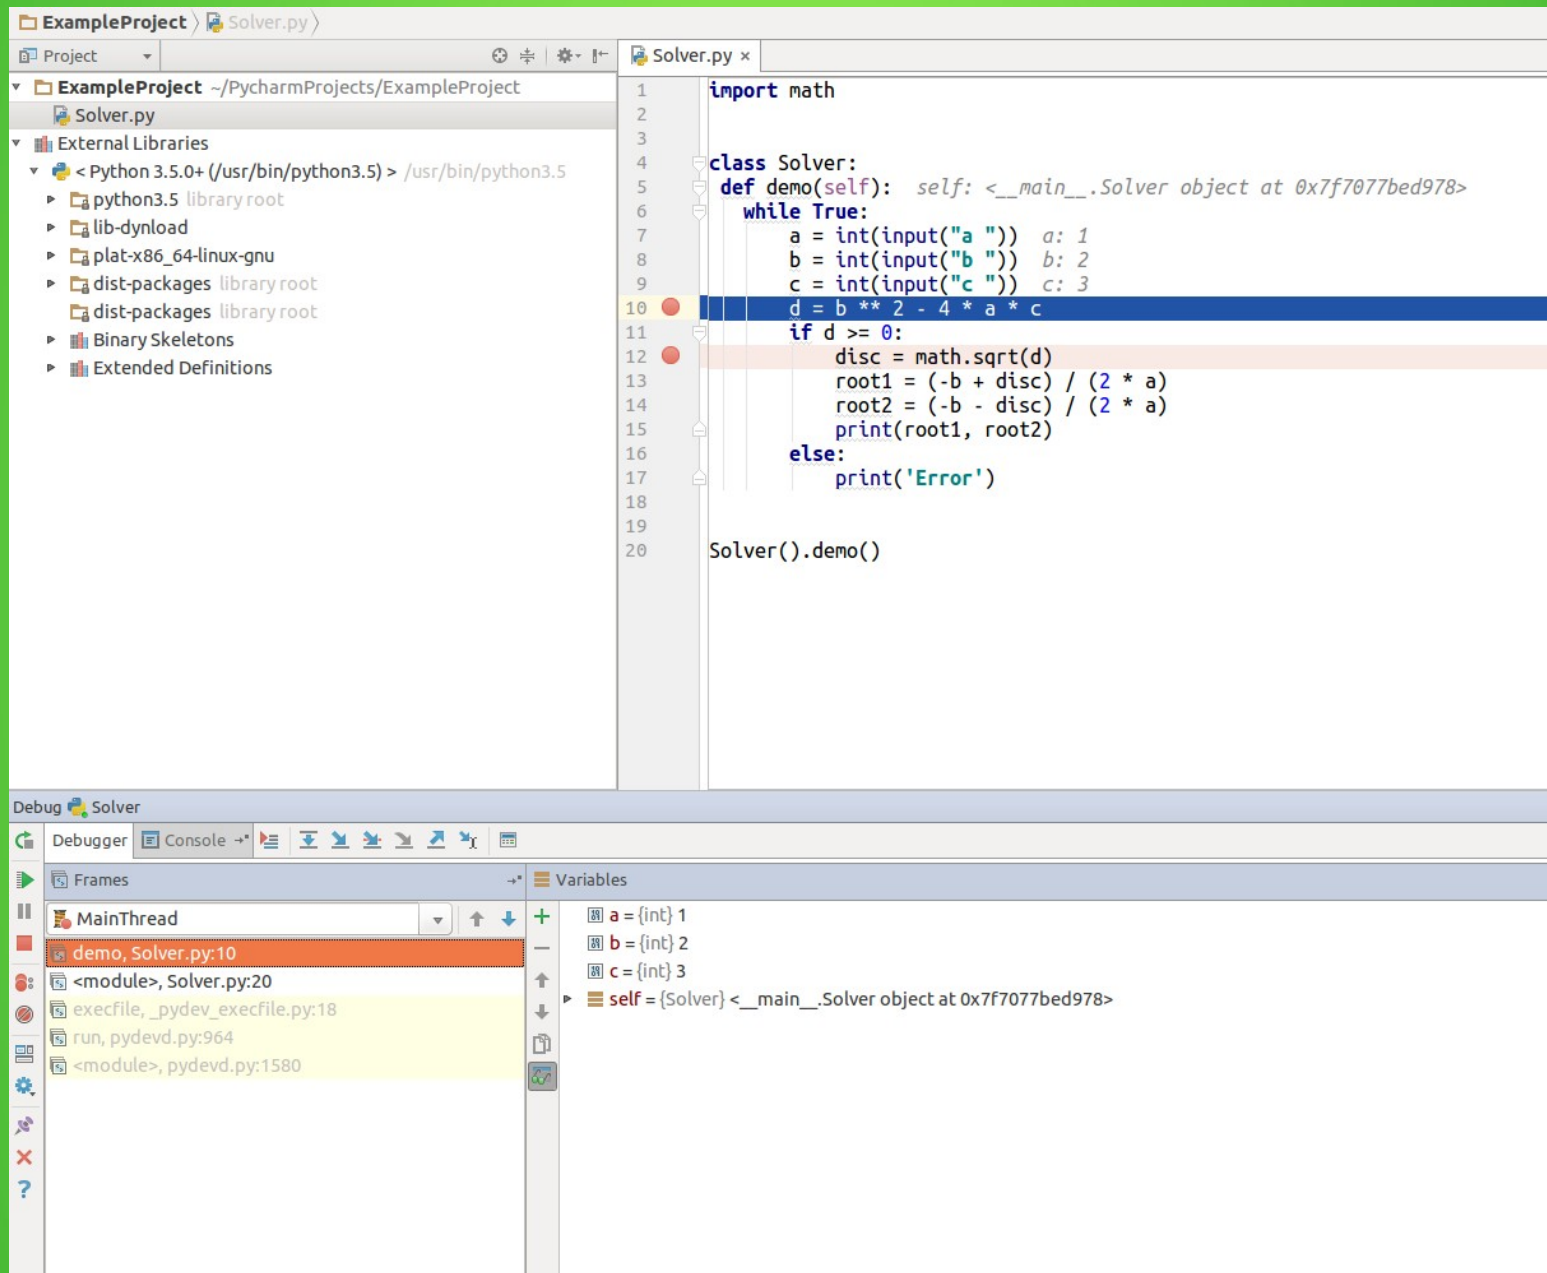 ExampleProject Solver.py
Project
Solver.py ×
ExampleProject ~/PycharmProjects/ExampleProject
Solver.py
External Libraries
< Python 3.5.0+ (/usr/bin/python3.5) > /usr/bin/python3.5
python3.5 library root
lib-dynload
plat-x86_64-linux-gnu
dist-packages library root
dist-packages library root
Binary Skeletons
Extended Definitions
1 import math
2
3
4 class Solver:
5 def demo(self): self: <__main__.Solver object at 0x7f7077bed978>
6 while True:
7 a = int(input("a ")) a: 1
8 b = int(input("b ")) b: 2
9 c = int(input("c ")) c: 3
10 d = b ** 2 - 4 * a * c
11 if d >= 0:
12 disc = math.sqrt(d)
13 root1 = (-b + disc) / (2 * a)
14 root2 = (-b - disc) / (2 * a)
15 print(root1, root2)
16 else:
17 print('Error')
18
19
20 Solver().demo()
Debug Solver
Debugger Console
Frames
MainThread
demo, Solver.py:10
<module>, Solver.py:20
execfile, _pydev_execfile.py:18
run, pydevd.py:964
<module>, pydevd.py:1580
Variables
a = {int} 1
b = {int} 2
c = {int} 3
self = {Solver} <__main__.Solver object at 0x7f7077bed978>